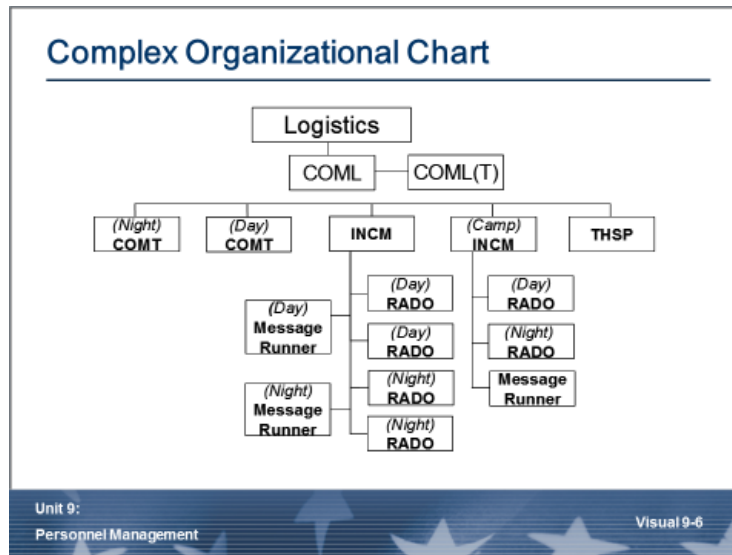 Complex Organizational Chart
Logistics
COML
COML(T)
(Night)
COMT
(Day)
COMT
INCM
(Camp)
INCM
THSP
(Day)
Message
Runner
(Night)
Message
Runner
(Day)
RADO
(Day)
RADO
(Night)
RADO
(Night)
RADO
(Day)
RADO
(Night)
RADO
Message
Runner
Unit 9:
Personnel Management
Visual 9-6